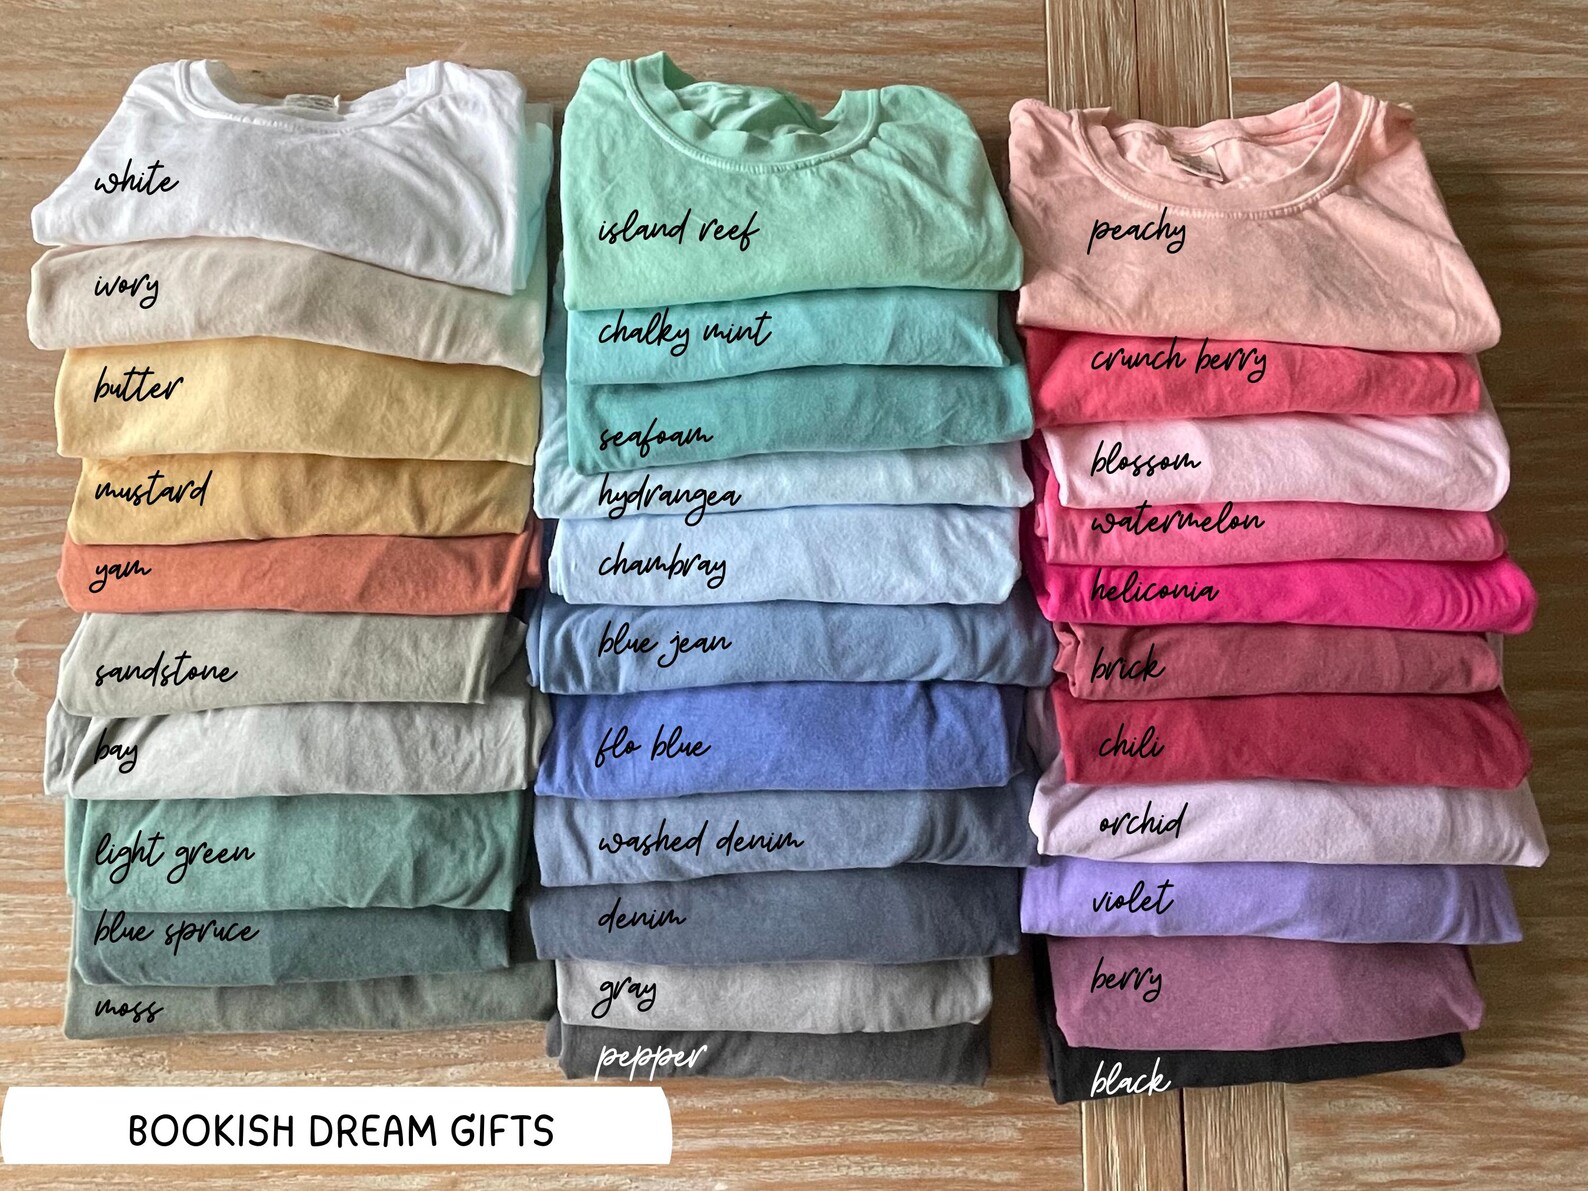 white
ivory
butter
mustard
yam
sandstone
bay
light green
blue spruce
moss
island reef
chalky mint
seafoam
hydrangea
chambray
blue jean
flo blue
washed denim
denim
gray
pepper
peachy
crunch berry
blossom
watermelon
heliconia
brick
chili
orchid
violet
berry
black
BOOKISH DREAM GIFTS